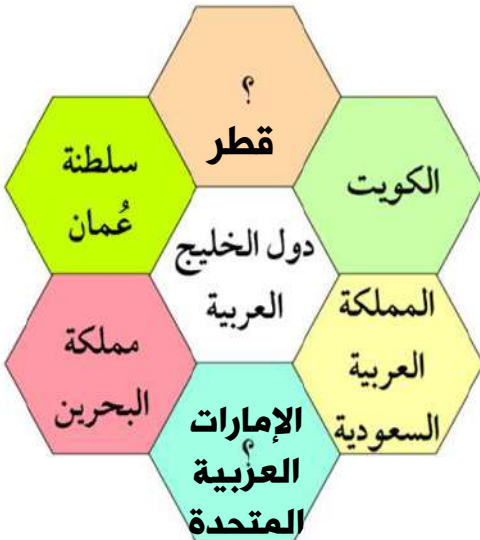 ؟
قطر
الكويت
سلطنة
عُمان
دول الخليج
العربية
المملكة
العربية
السعودية
مملكة
البحرين
الإمارات
؟
العربية
المتحدة